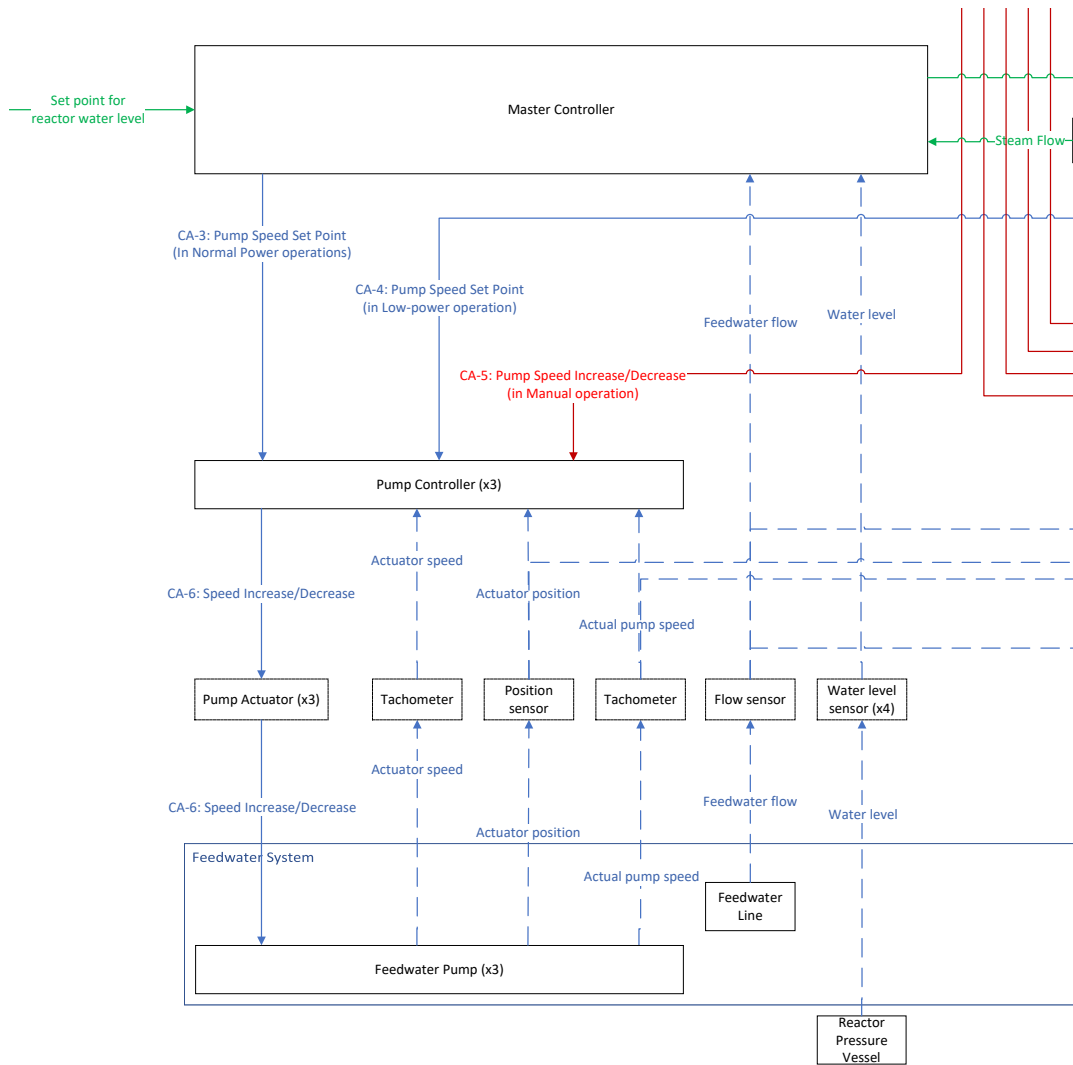 Master Controller
Set point for
reactor water level
Steam Flow
CA-3: Pump Speed Set Point
(In Normal Power operations)
CA-4: Pump Speed Set Point
(in Low-power operation)
Feedwater flow
Water level
CA-5: Pump Speed Increase/Decrease
(in Manual operation)
Pump Controller (x3)
Actuator speed
CA-6: Speed Increase/Decrease
Actuator position
Actual pump speed
Pump Actuator (x3)
Tachometer
Position
sensor
Tachometer
Flow sensor
Water level
sensor (x4)
Actuator speed
CA-6: Speed Increase/Decrease
Feedwater flow
Water level
Actuator position
Feedwater System
Actual pump speed
Feedwater
Line
Feedwater Pump (x3)
Reactor
Pressure
Vessel